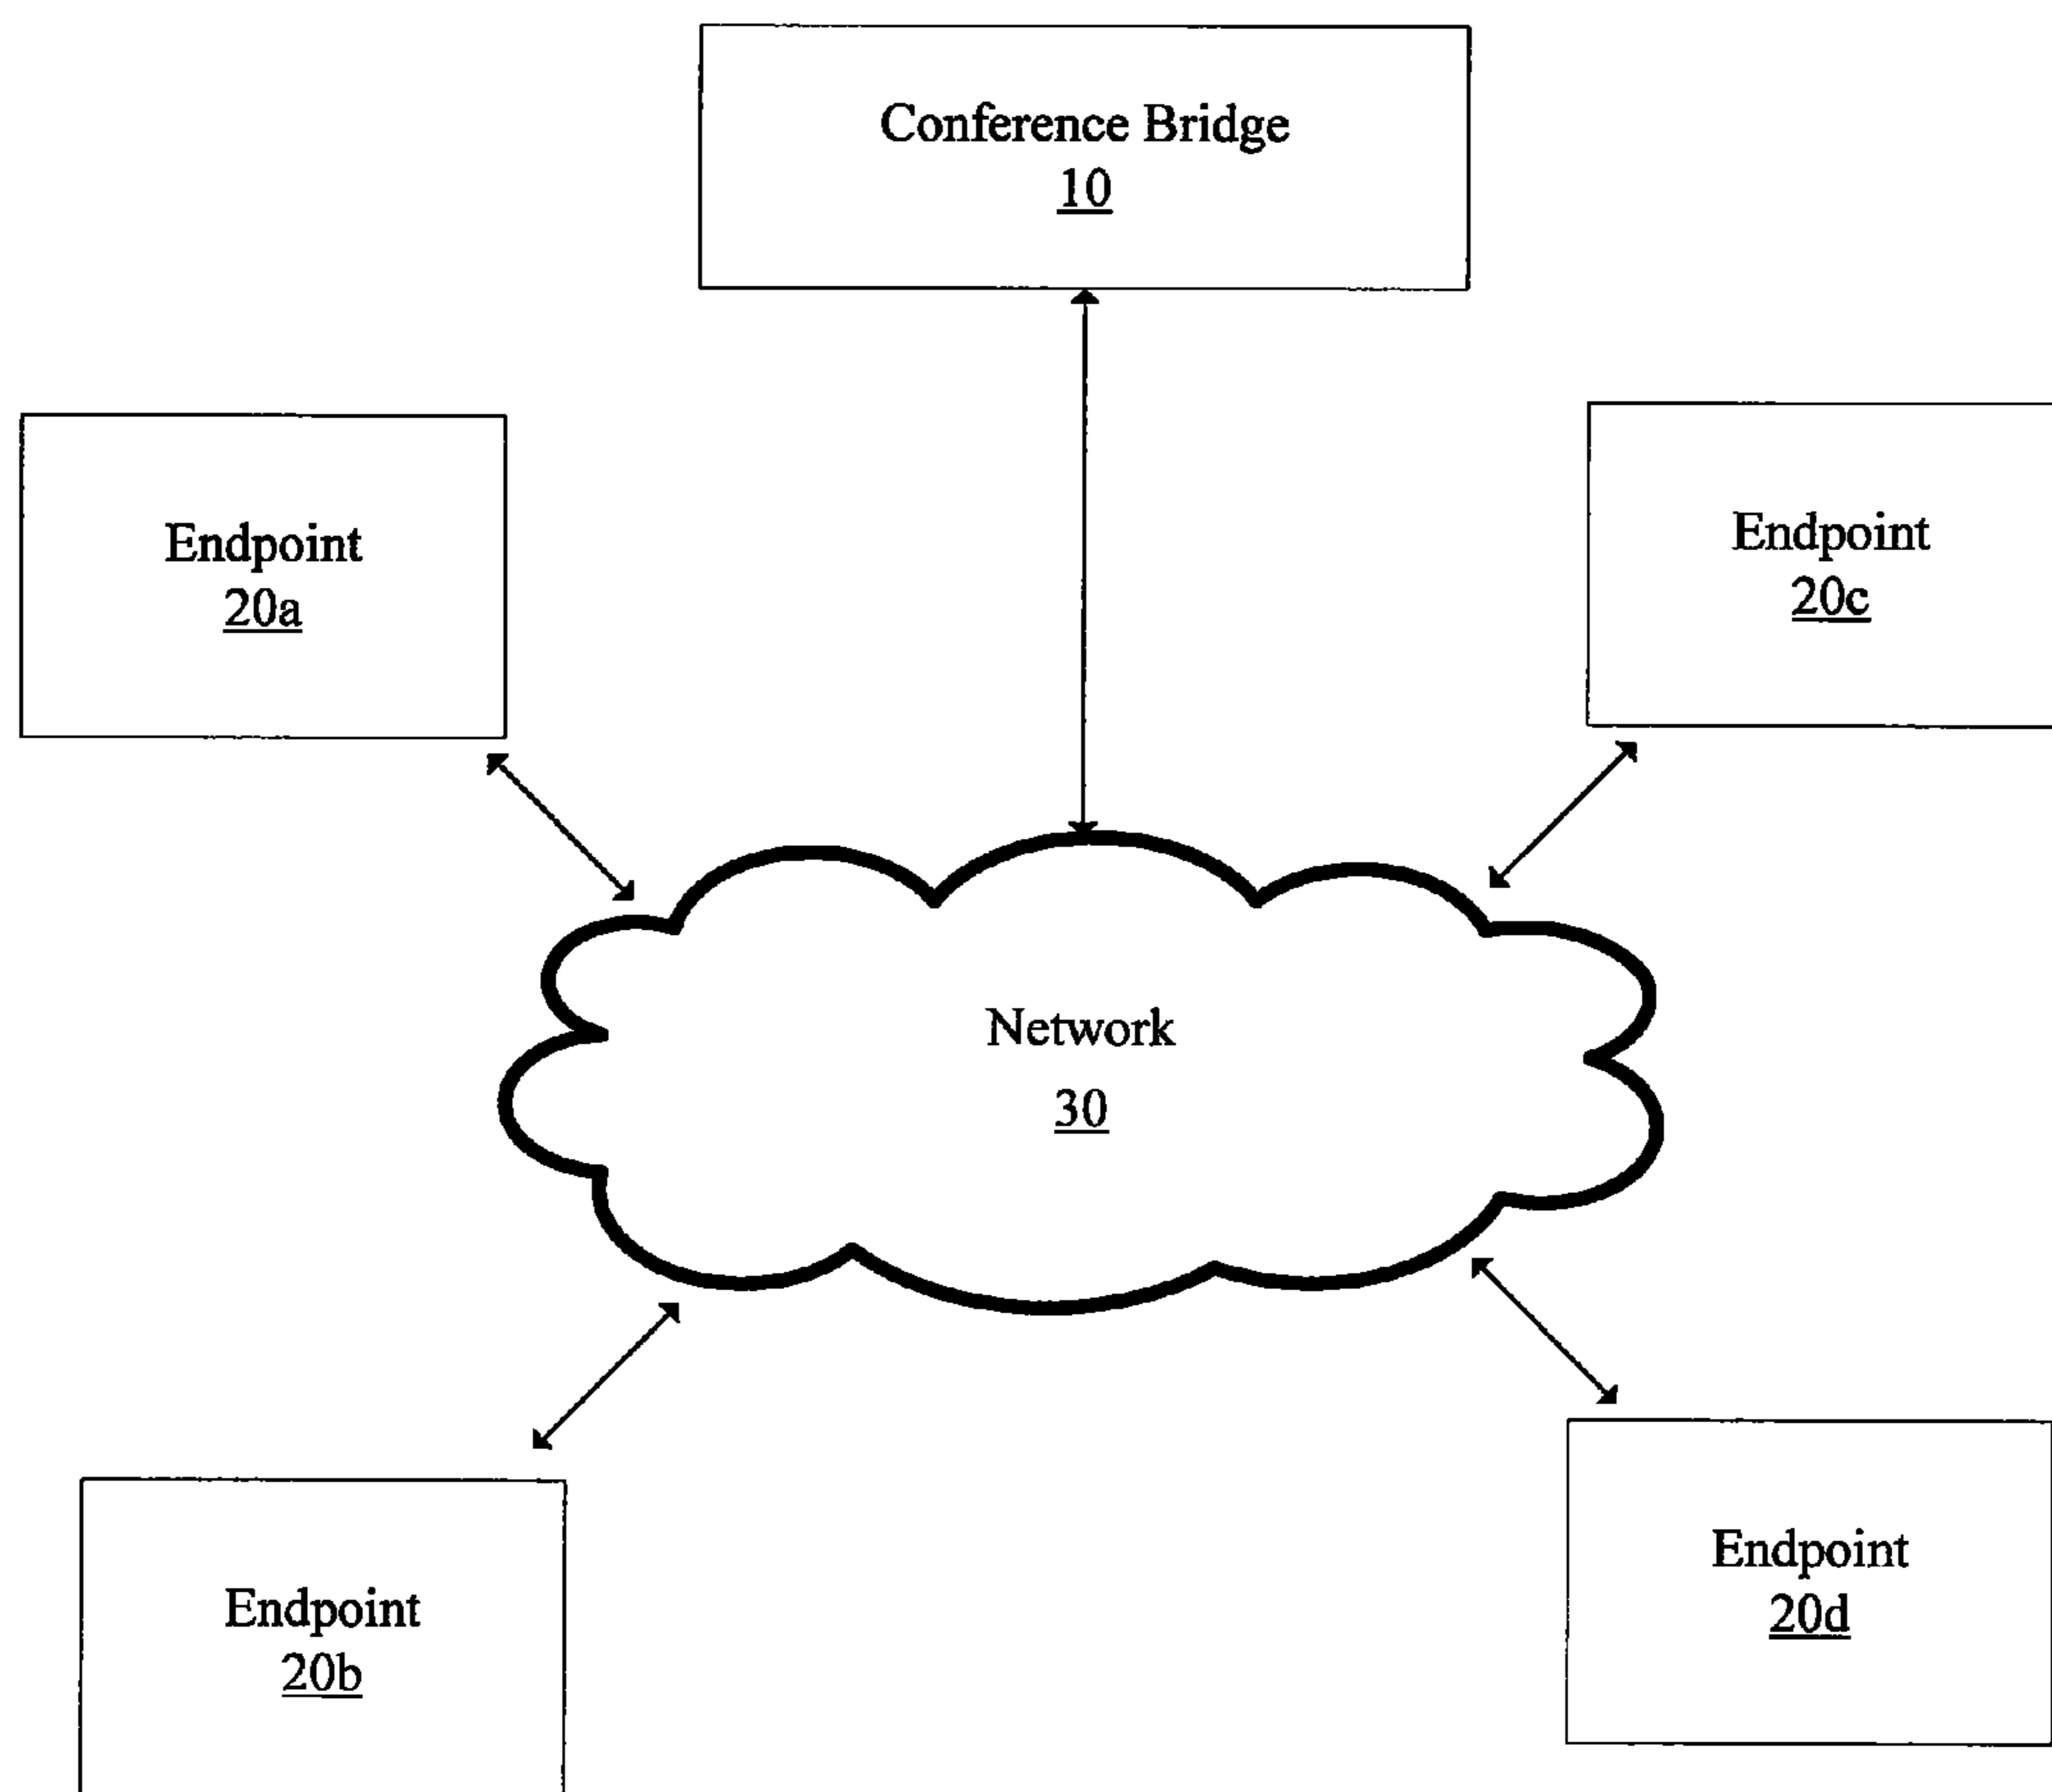 Conference Bridge
10
Endpoint
20a
Endpoint
20c
Network
30
Endpoint
20b
Endpoint
20d